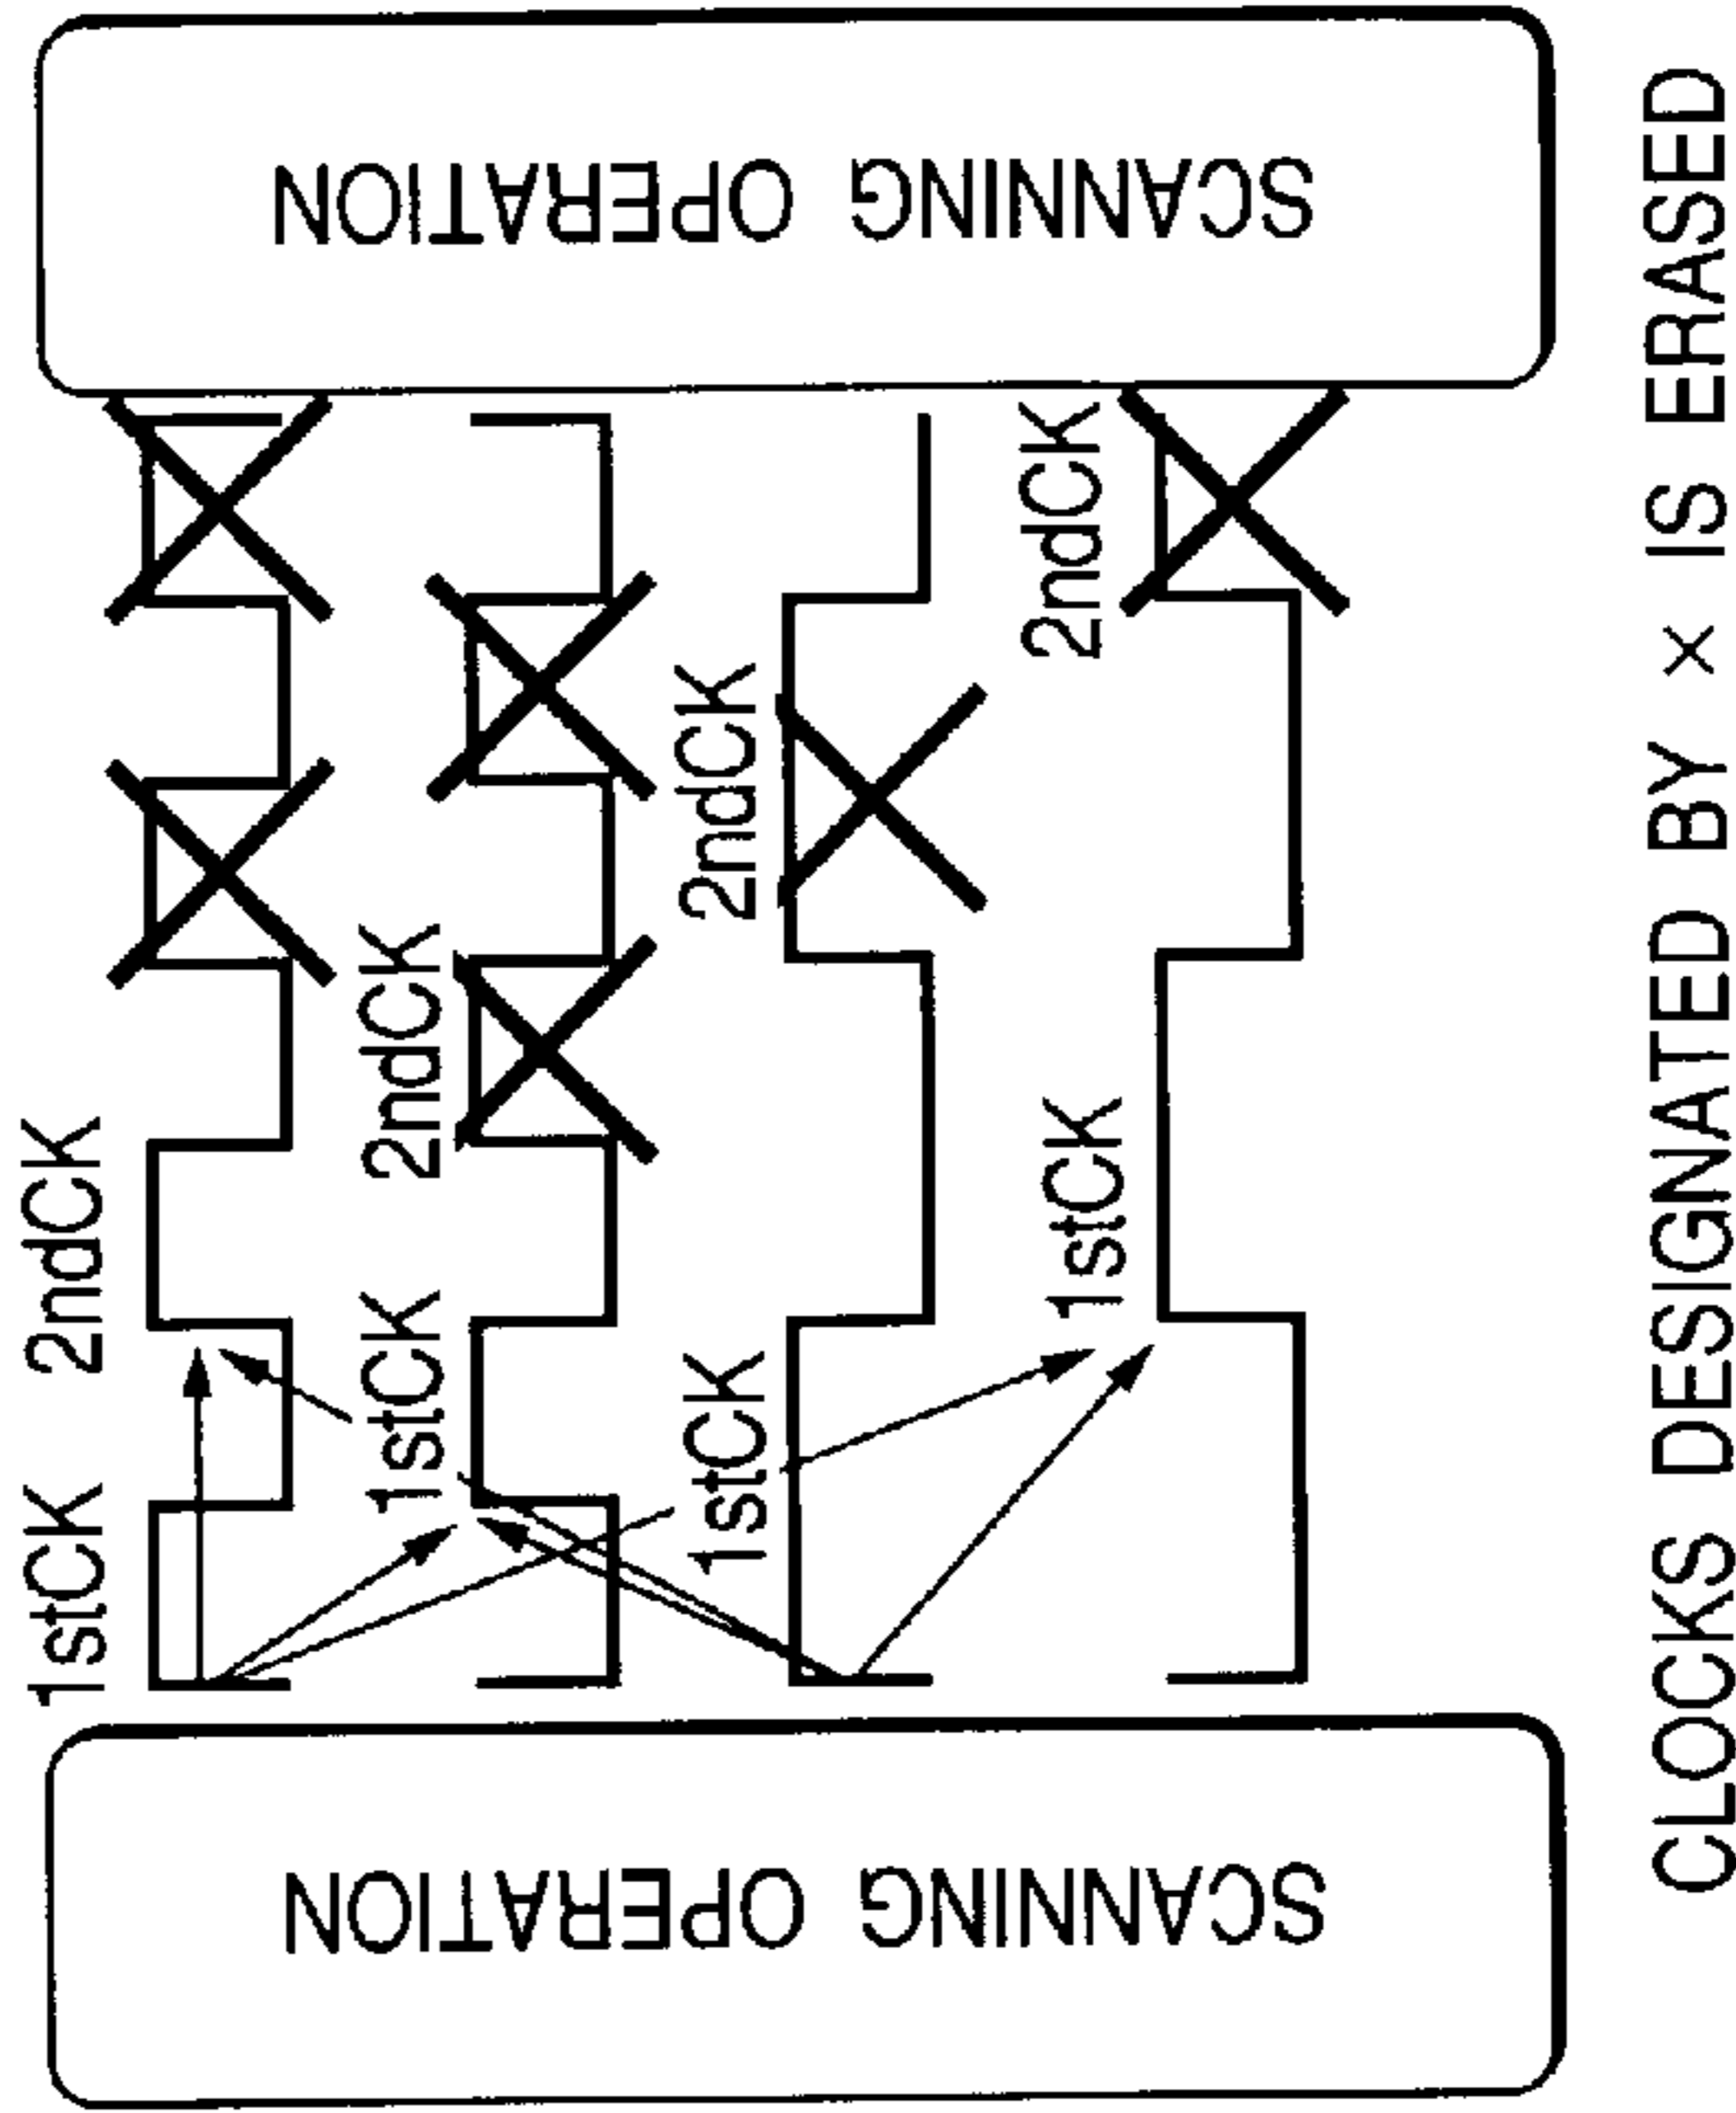 SCANNING OPERATION
1stCK 2ndCK
1stCK 2ndCK
1stCK 2ndCK
1stCK 2ndCK
SCANNING OPERATION
CLOCKS DESIGNATED BY × IS ERASED